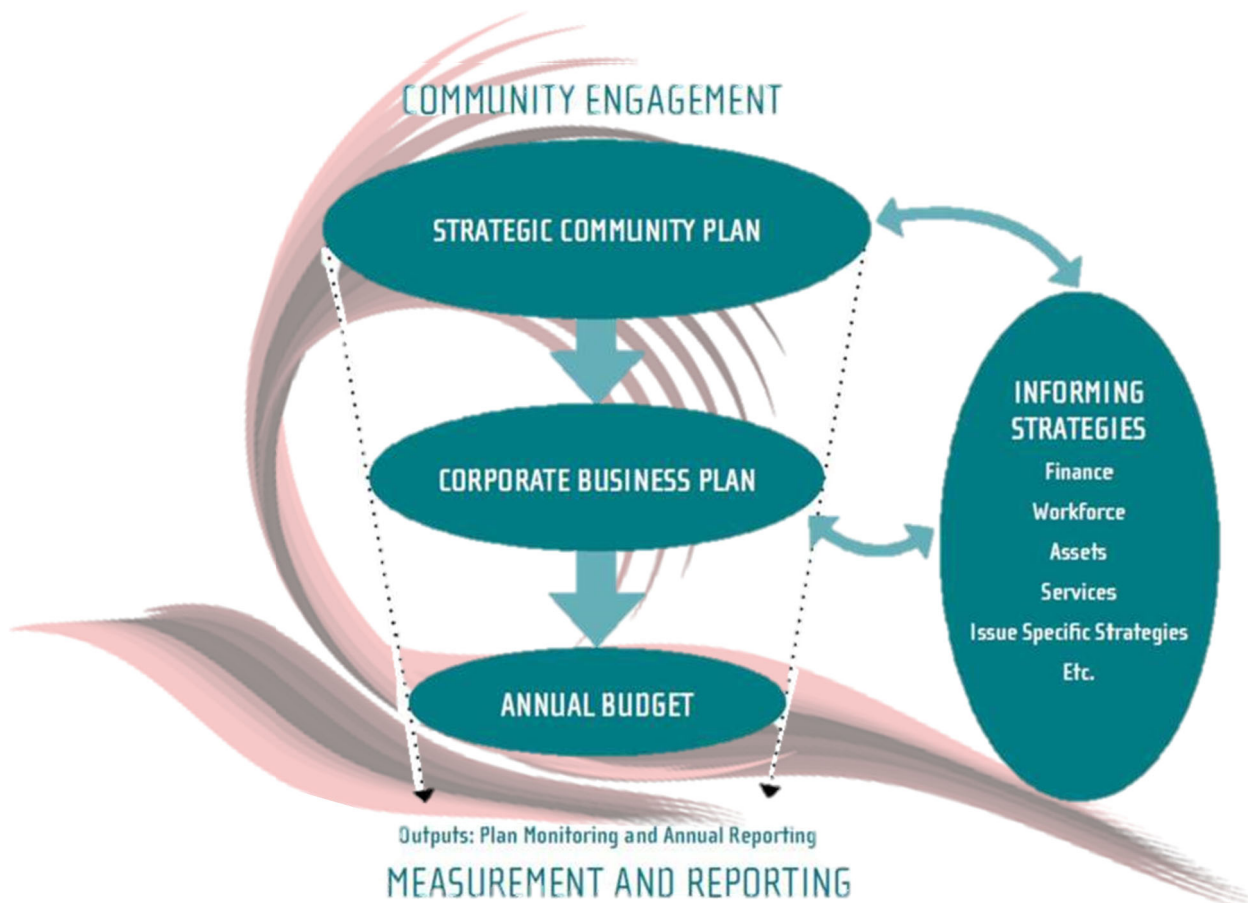 COMMUNITY ENGAGEMENT
STRATEGIC COMMUNITY PLAN
CORPORATE BUSINESS PLAN
ANNUAL BUDGET
INFORMING
STRATEGIES
Finance
Workforce
Assets
Services
Issue Specific Strategies
Etc.
Outputs: Plan Monitoring and Annual Reporting
MEASUREMENT AND REPORTING